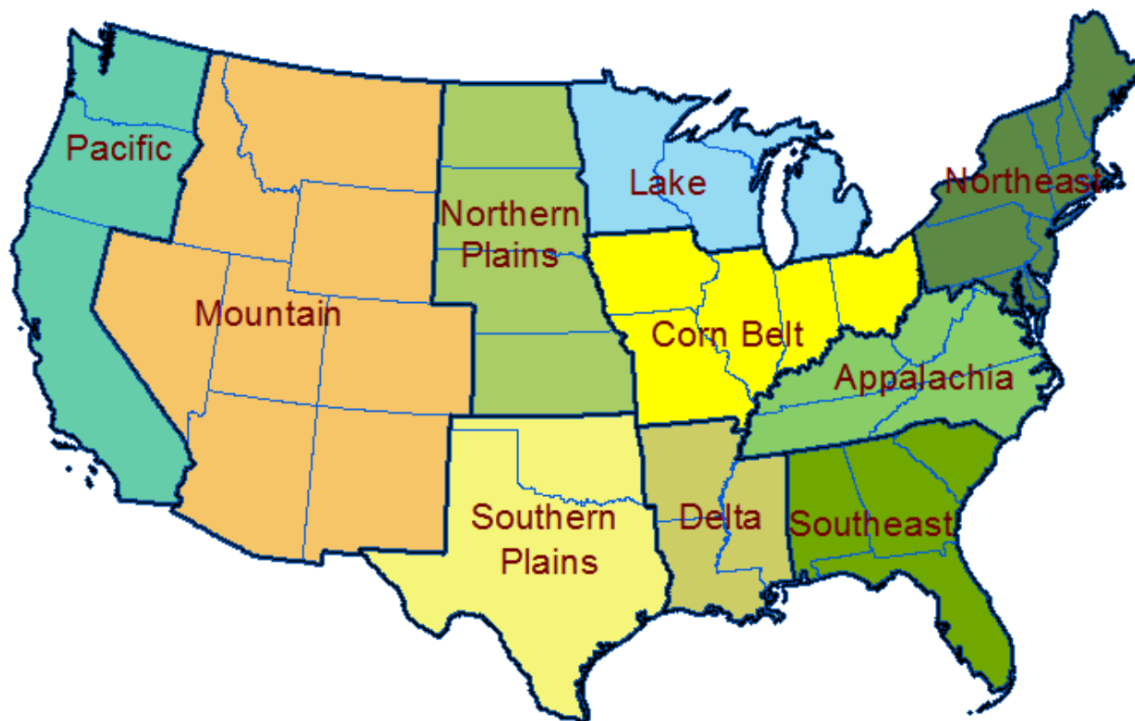 Pacific
Mountain
Northern
Plains
Lake
Corn Belt
Northeast
Appalachia
Southern
Plains
Delta
Southeast